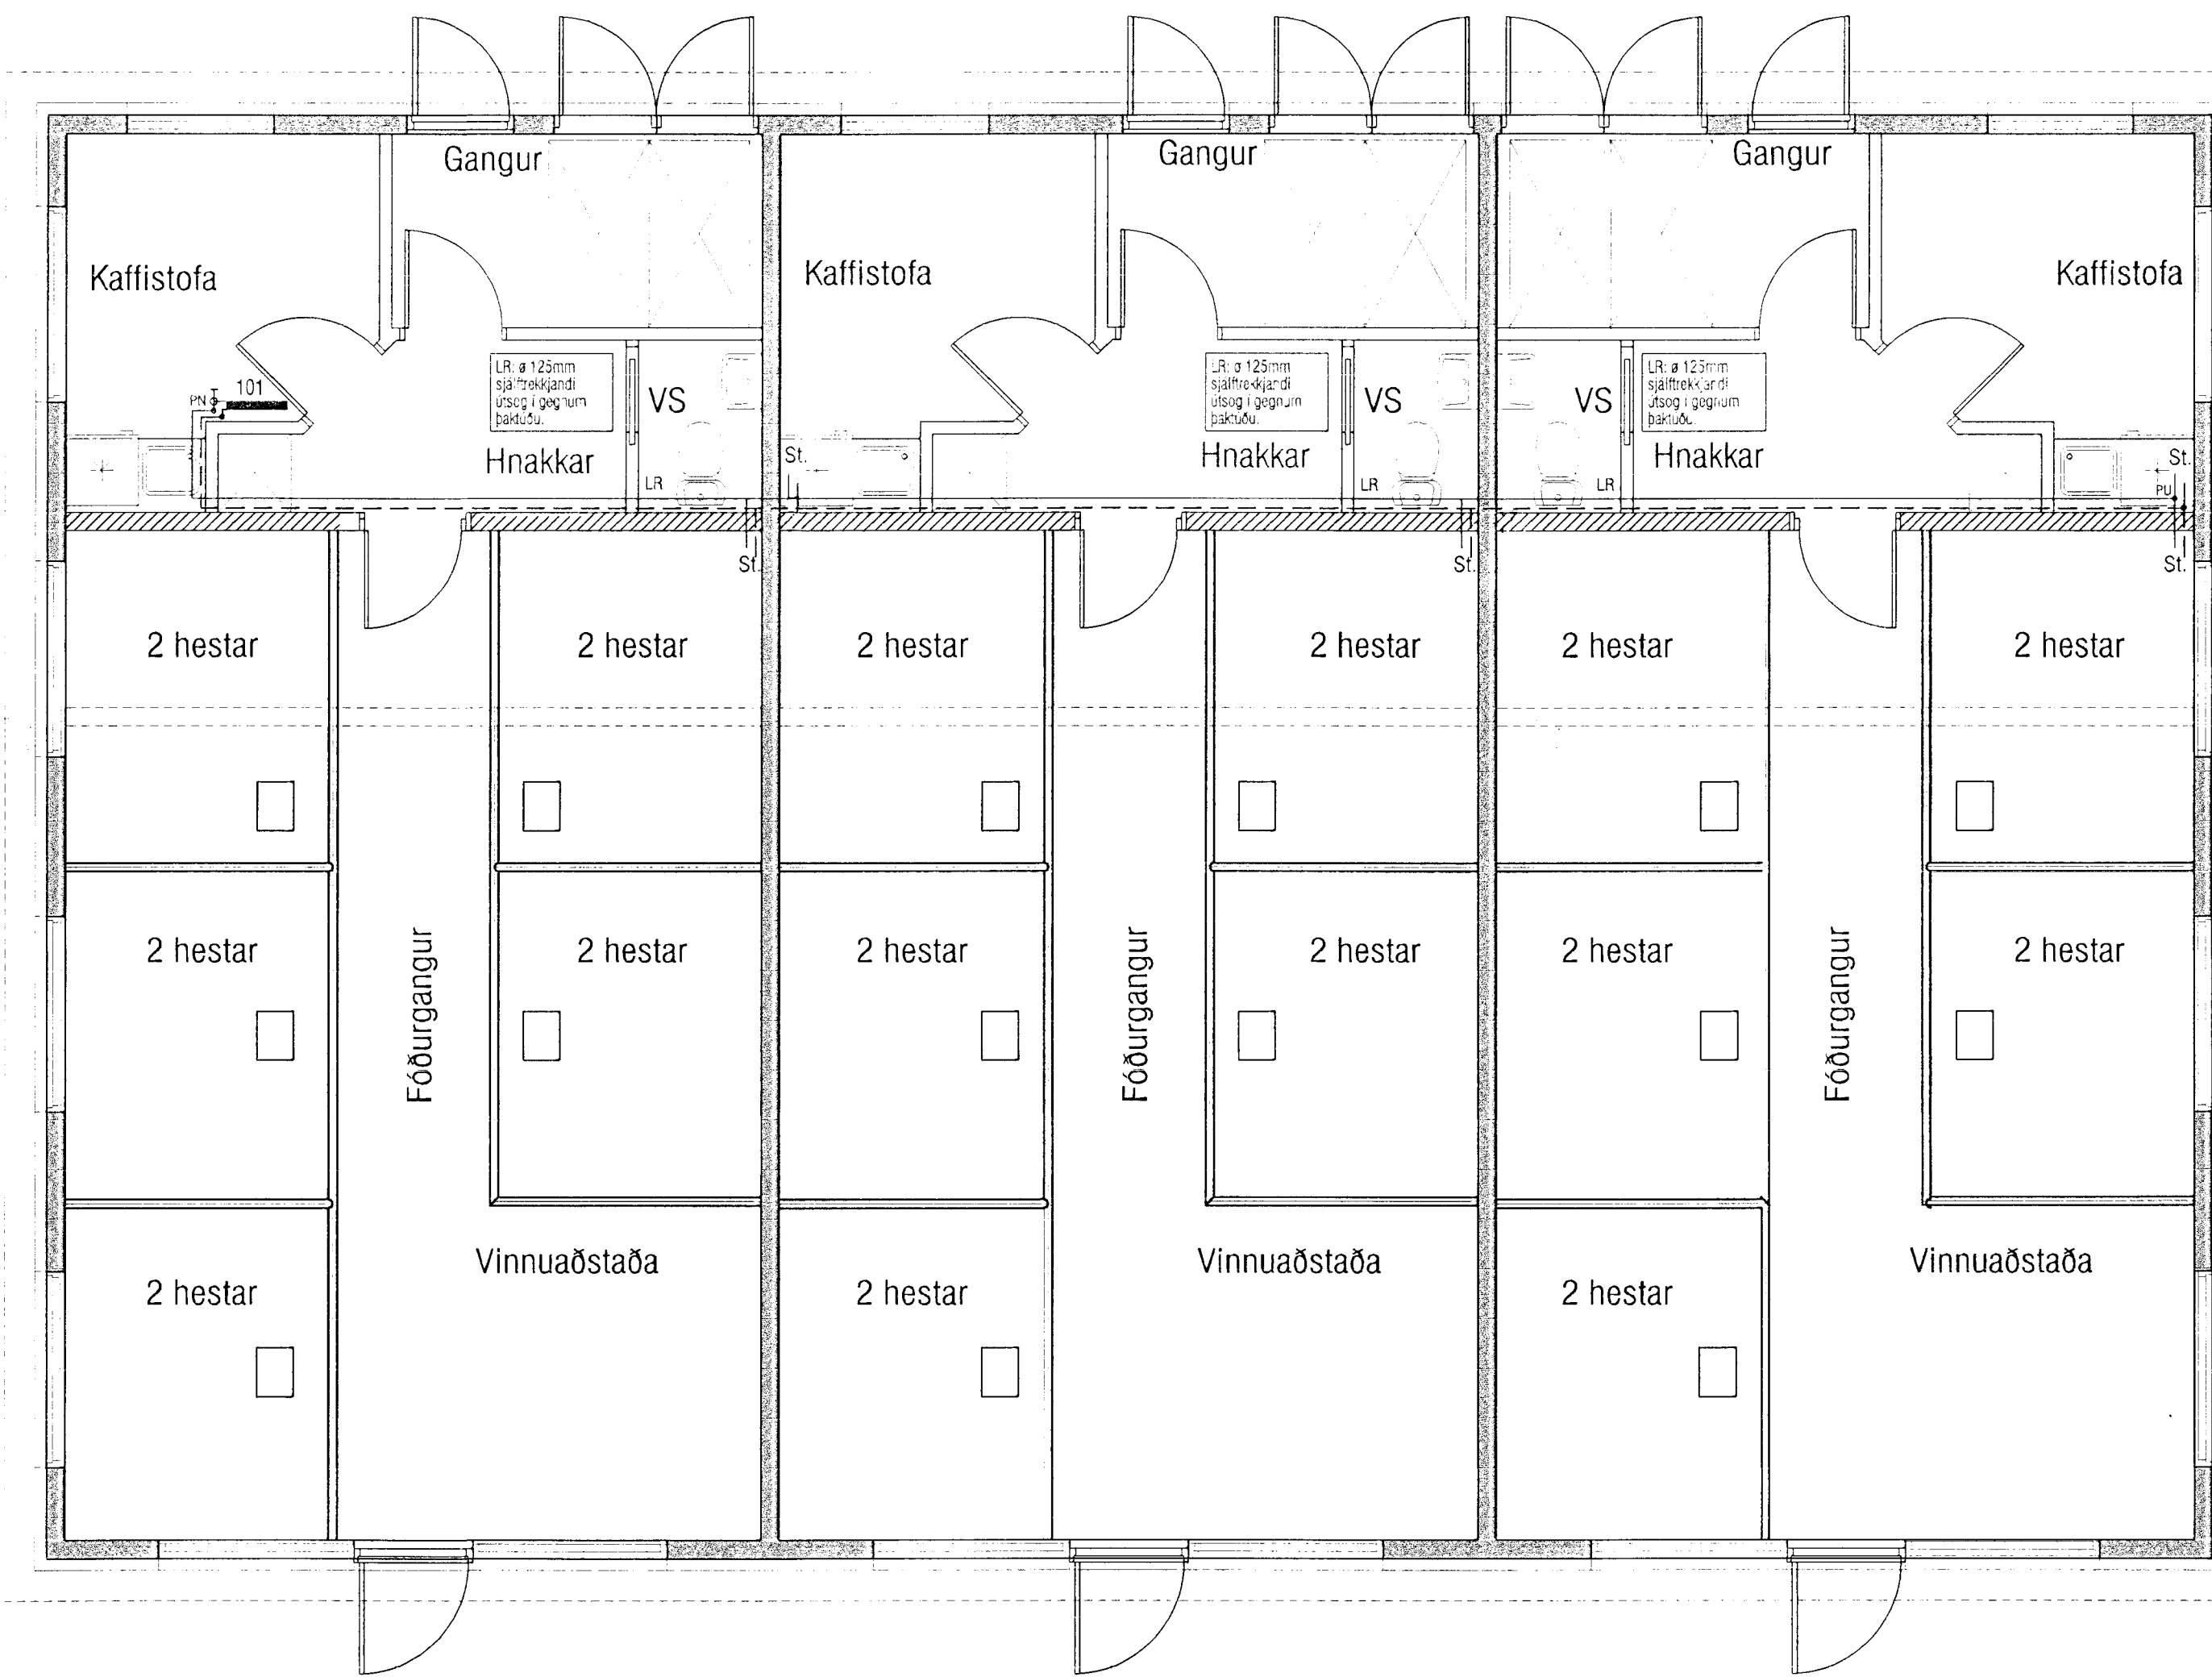 Gangur
Gangur
Gangur
Kaffistofa
Kaffistofa
Kaffistofa
LR: ø 125mm
sjálftrekkjandi
útsog í gegnum
þaktúðu.
LR: ø 125mm
sjálftrekkjandi
útsog í gegnum
þaktúðu.
LR: ø 125mm
sjálftrekkjandi
útsog í gegnum
þaktúðu.
PN
101
VS
VS
VS
Hnakkar
St.
Hnakkar
Hnakkar
St.
LR
LR
LR
PU
St.
St.
St.
2 hestar
2 hestar
2 hestar
2 hestar
2 hestar
2 hestar
2 hestar
2 hestar
2 hestar
2 hestar
2 hestar
2 hestar
Fóðurgangur
Fóðurgangur
Fóðurgangur
Vinnuaðstaða
Vinnuaðstaða
Vinnuaðstaða
2 hestar
2 hestar
2 hestar